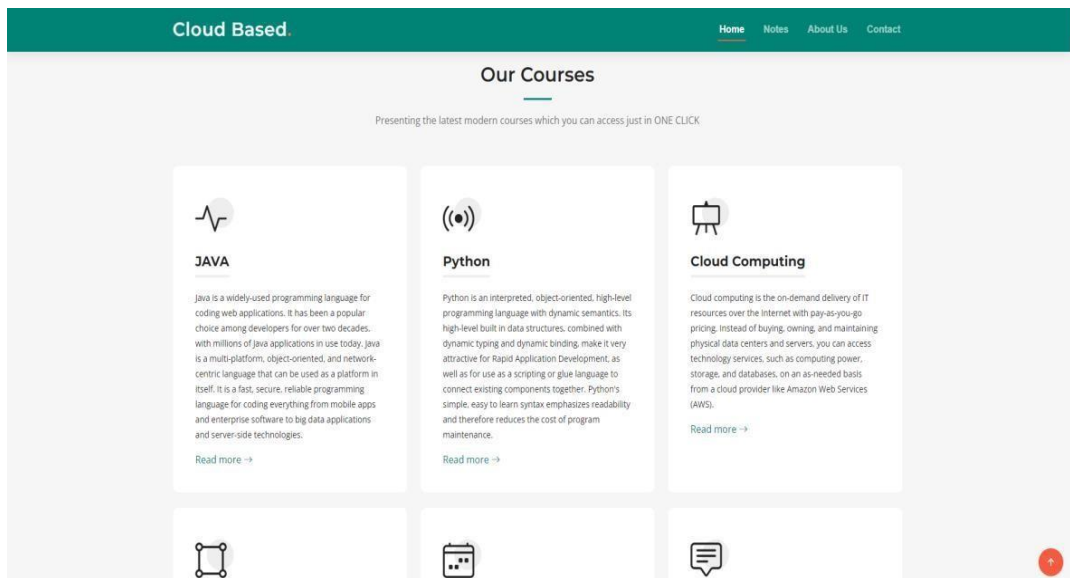 Cloud Based.
Home Notes About Us Contact
Our Courses
Presenting the latest modern courses which you can access just in ONE CLICK
JAVA
Java is a widely-used programming language for
coding web applications. It has been a popular
choice among developers for over two decades,
with millions of Java applications in use today. Java
is a multi-platform, object-oriented, and network-
centric language that can be used as a platform in
itself. It is a fast, secure, reliable programming
language for coding everything from mobile apps
and enterprise software to big data applications
and server-side technologies.
Read more →
Python
Python is an interpreted, object-oriented, high-level
programming language with dynamic semantics. Its
high-level built in data structures, combined with
dynamic typing and dynamic binding, make it very
attractive for Rapid Application Development, as
well as for use as a scripting or glue language to
connect existing components together. Python's
simple, easy to learn syntax emphasizes readability
and therefore reduces the cost of program
maintenance.
Read more →
Cloud Computing
Cloud computing is the on-demand delivery of IT
resources over the Internet with pay-as-you-go
pricing. Instead of buying, owning, and maintaining
physical data centers and servers, you can access
technology services, such as computing power,
storage, and databases, on an as-needed basis
from a cloud provider like Amazon Web Services
(AWS).
Read more →